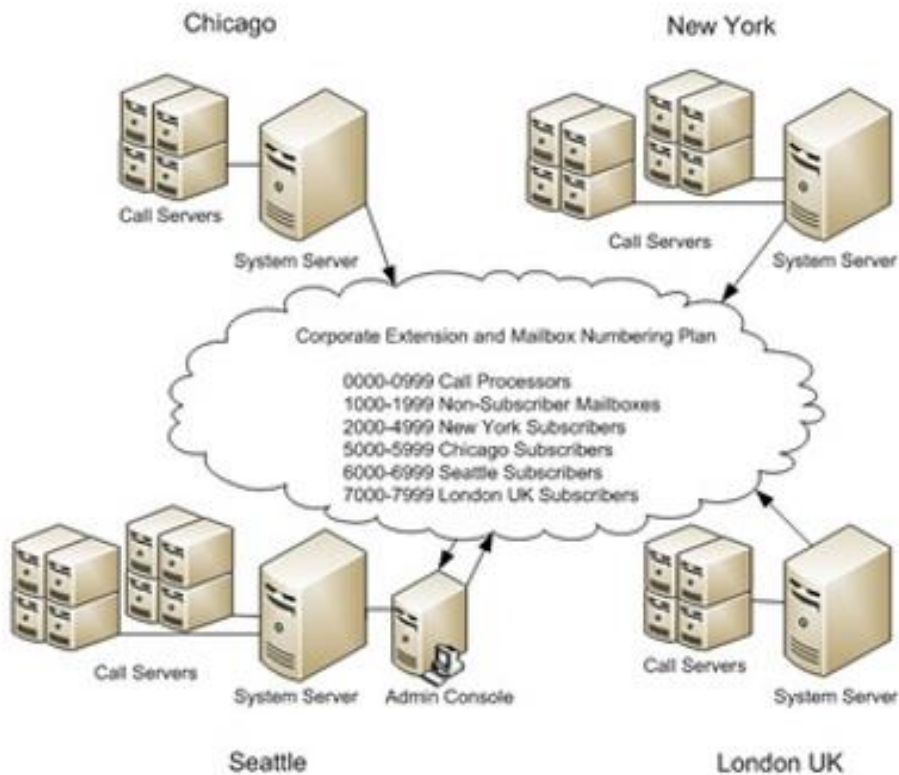 Chicago
New York
Call Servers
System Server
Call Servers
System Server
Corporate Extension and Mailbox Numbering Plan
0000-0999 Call Processors
1000-1999 Non-Subscriber Mailboxes
2000-4999 New York Subscribers
5000-5999 Chicago Subscribers
6000-6999 Seattle Subscribers
7000-7999 London UK Subscribers
Call Servers
System Server
Admin Console
Call Servers
System Server
Seattle
London UK